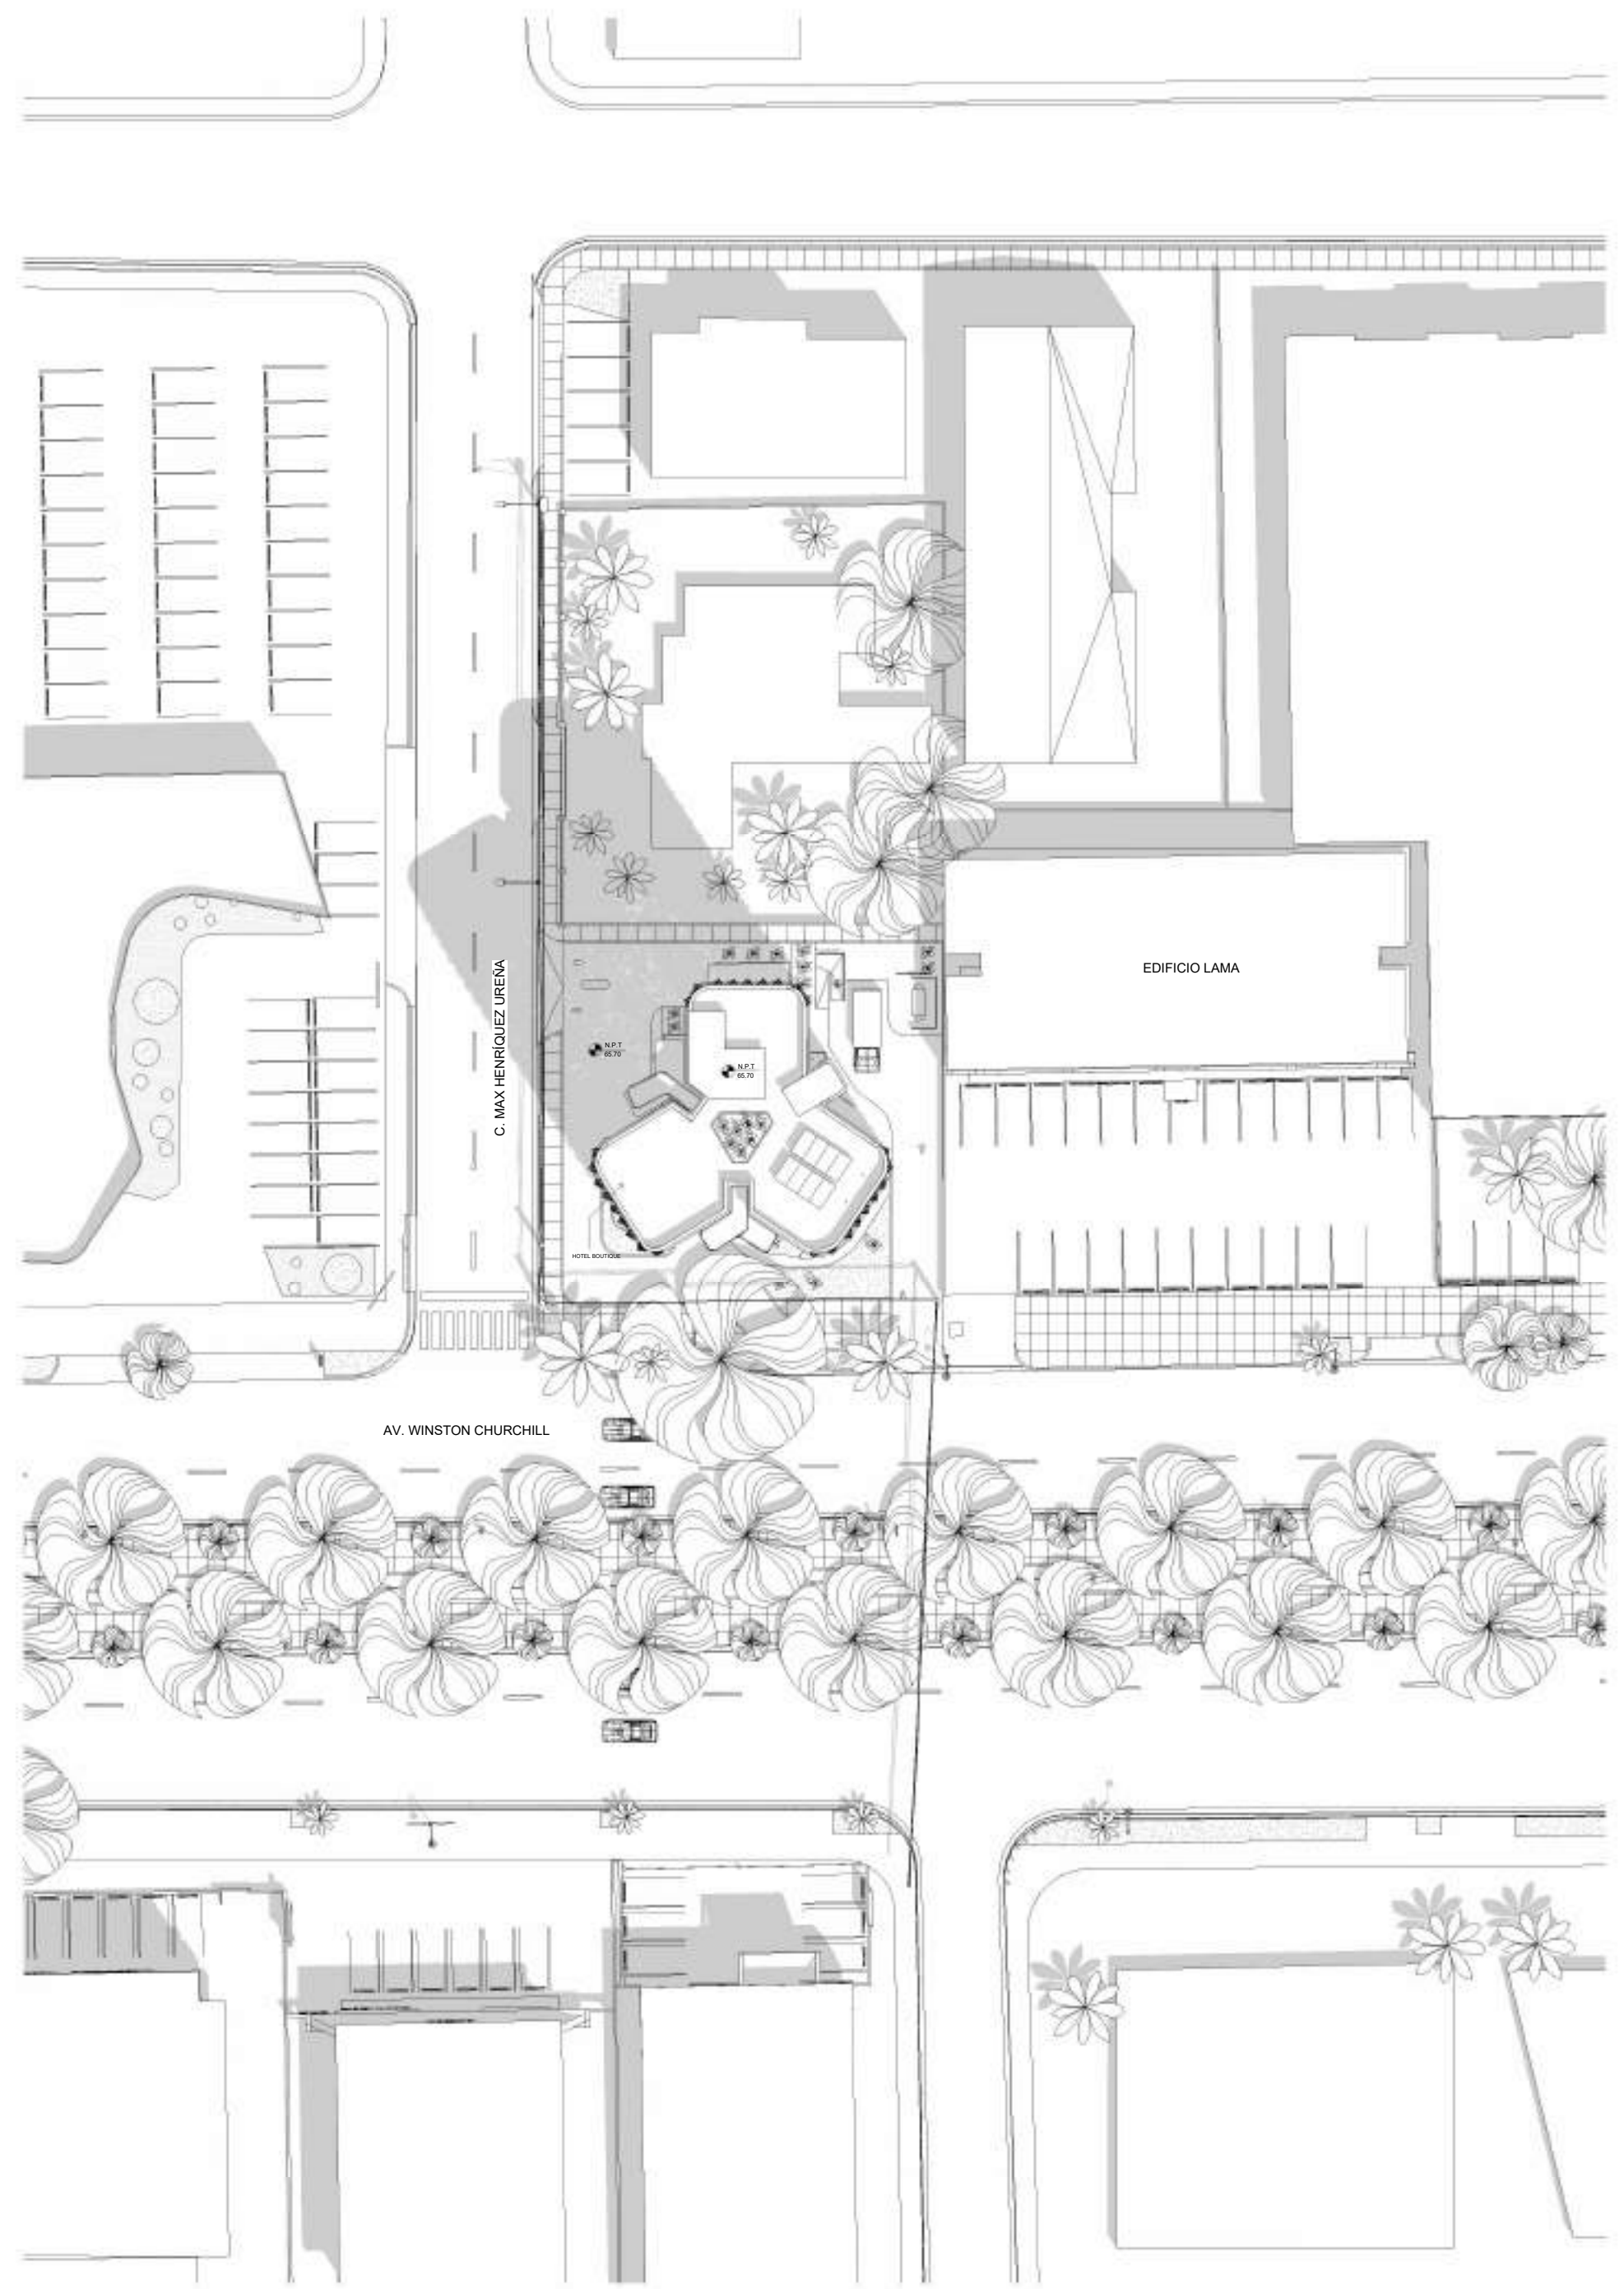 EDIFICIO LAMA
C. MAX HENRÍQUEZ UREÑA
N.P.T
65.70
N.P.T
65.70
HOTEL BOUTIQUE
AV. WINSTON CHURCHILL